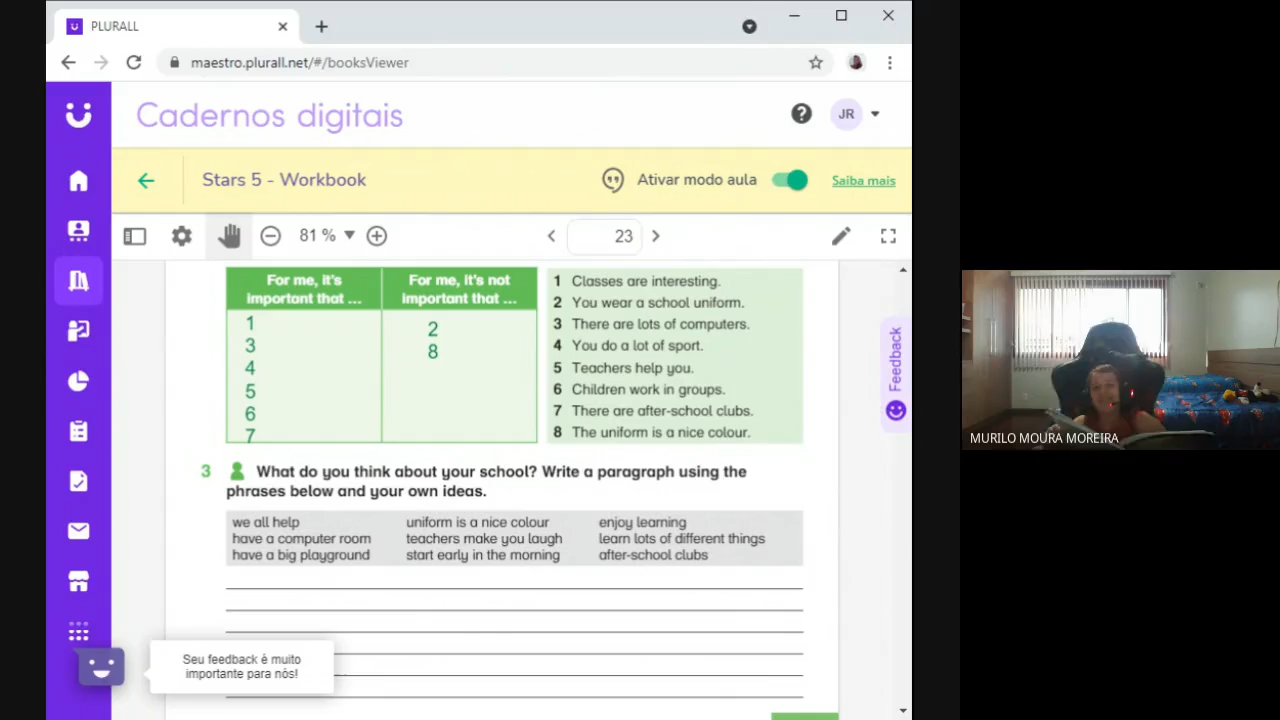 PLURALL
maestro.plurall.net/#/booksViewer
Cadernos digitais
JR
Stars 5 - Workbook
Ativar modo aula
Saiba mais
81 %
23
For me, it's important that ...
For me, it's not important that ...
1
3
4
5
6
7
2
8
1 Classes are interesting.
2 You wear a school uniform.
3 There are lots of computers.
4 You do a lot of sport.
5 Teachers help you.
6 Children work in groups.
7 There are after-school clubs.
8 The uniform is a nice colour.
3 What do you think about your school? Write a paragraph using the
phrases below and your own ideas.
we all help
have a computer room
have a big playground
uniform is a nice colour
teachers make you laugh
start early in the morning
enjoy learning
learn lots of different things
after-school clubs
Seu feedback é muito
importante para nós!
Feedback
MURILO MOURA MOREIRA